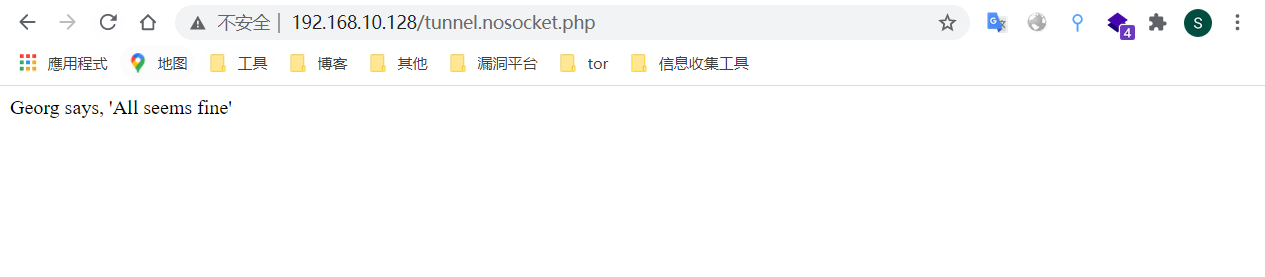 不安全 | 192.168.10.128/tunnel.nosocket.php
4
S
應用程式 地图 工具 博客 其他 漏洞平台 tor 信息收集工具
Georg says, 'All seems fine'